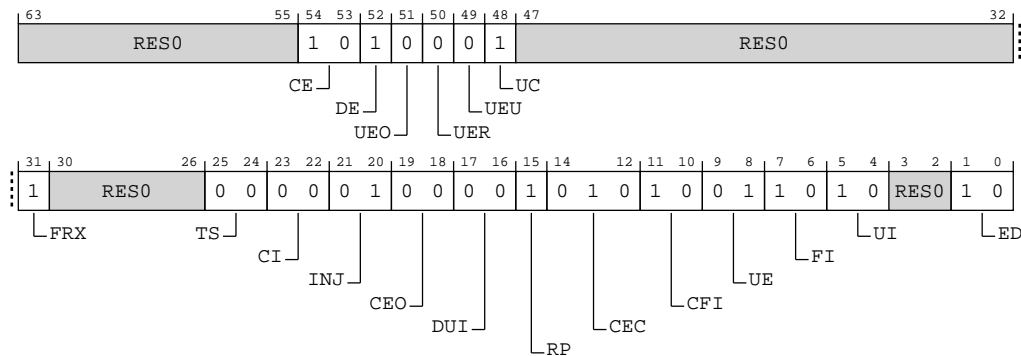 63 55 54 53 52 51 50 49 48 47 32
RES0 1 0 1 0 0 0 1 RES0
CE UC
DE UEU
UEO UER
31 30 26 25 24 23 22 21 20 19 18 17 16 15 14 12 11 10 9 8 7 6 5 4 3 2 1 0
1 RES0 0 0 0 0 0 1 0 0 0 0 1 0 1 0 1 0 0 1 1 0 1 0 RES0 1 0
FRX TS UI ED
CI FI
INJ UE
CEO CFI
DUI CEC
RP